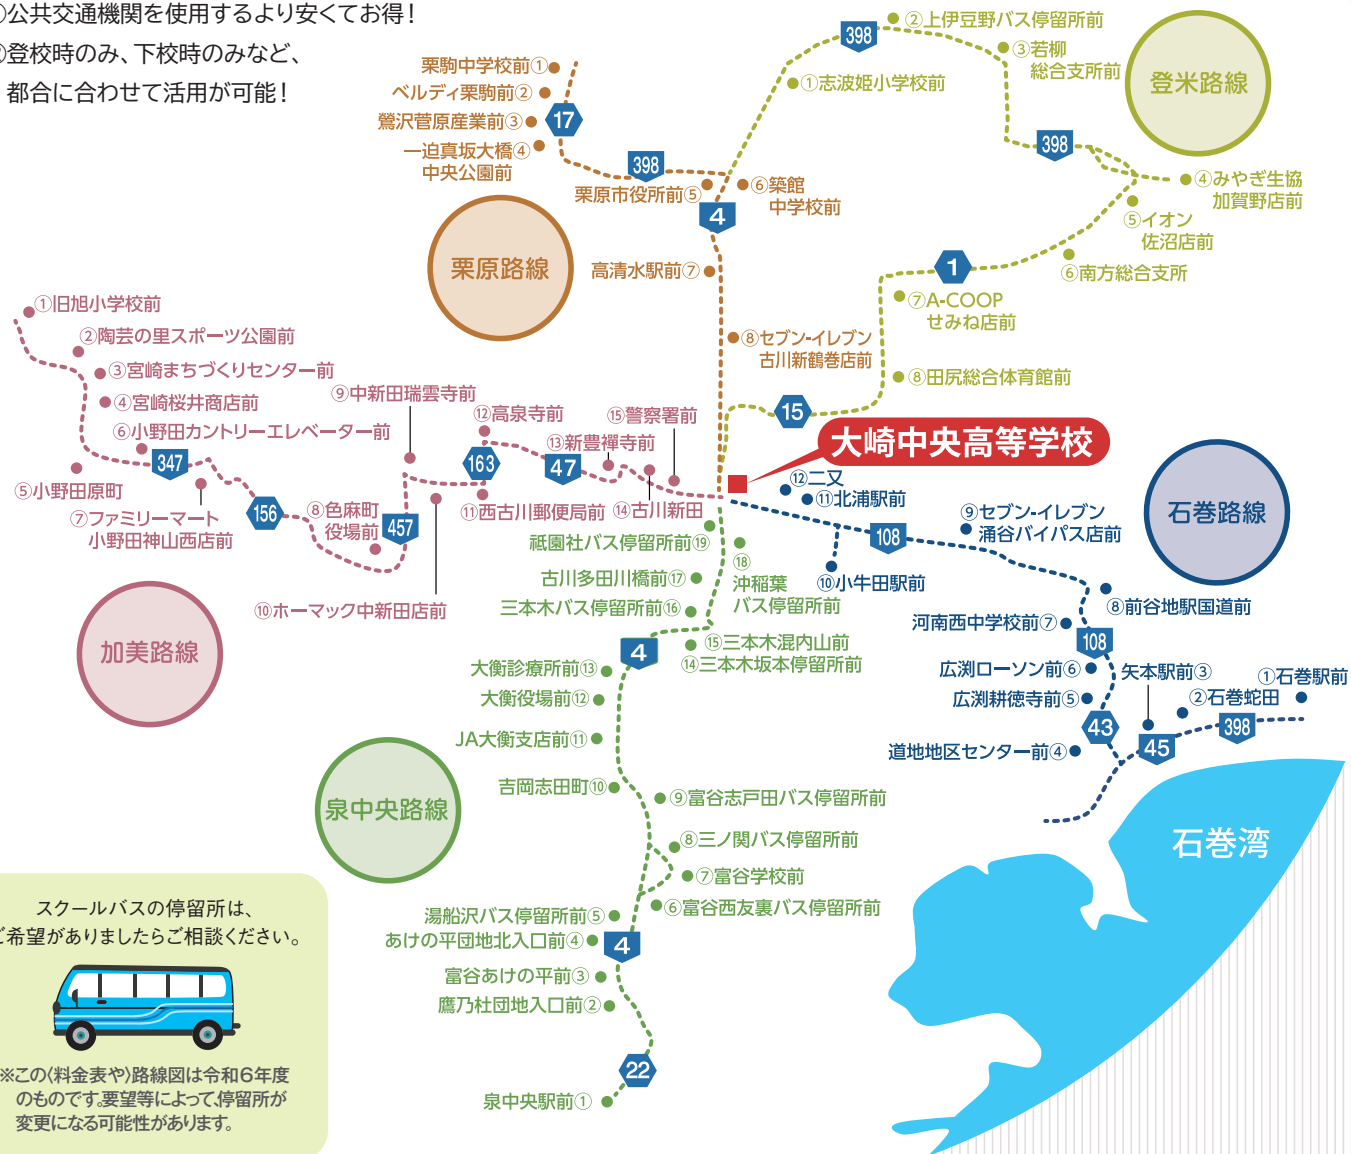 公共交通機関を使用するより安くてお得！
登校時のみ、下校時のみなど、
都合に合わせて活用が可能！
栗駒中学校前①
ベルディ栗駒前②
鶯沢菅原産業前③
一迫真坂大橋④
中央公園前
17
398
栗原市役所前⑤
⑥築館
中学校前
4
栗原路線
高清水駅前⑦
⑧セブン-イレブン
古川新鶴巻店前
398
②上伊豆野バス停留所前
③若柳
総合支所前
①志波姫小学校前
登米路線
398
④みやぎ生協
加賀野店前
⑤イオン
佐沼店前
⑥南方総合支所
1
⑦A-COOP
せみね店前
⑧田尻総合体育館前
15
①旧旭小学校前
②陶芸の里スポーツ公園前
③宮崎まちづくりセンター前
④宮崎桜井商店前
⑥小野田カントリーエレベーター前
347
⑤小野田原町
⑦ファミリーマート
小野田神山西店前
156
⑧色麻町
役場前
457
⑨中新田瑞雲寺前
⑩ホーマック中新田店前
163
⑫高泉寺前
⑪西古川郵便局前
47
⑬新豊禅寺前
⑮警察署前
⑭古川新田
加美路線
大崎中央高等学校
⑫二又
⑪北浦駅前
108
⑩小牛田駅前
⑨セブン-イレブン
涌谷バイパス店前
石巻路線
⑧前谷地駅国道前
河南西中学校前⑦
108
広渕ローソン前⑥
広渕耕徳寺前⑤
43
道地地区センター前④
矢本駅前③
②石巻蛇田
①石巻駅前
45
398
石巻湾
祇園社バス停留所前⑲
⑱
沖稲葉
バス停留所前
古川多田川橋前⑰
三本木バス停留所前⑯
⑮三本木混内山前
⑭三本木坂本停留所前
4
大衡診療所前⑬
大衡役場前⑫
JA大衡支店前⑪
吉岡志田町⑩
⑨富谷志戸田バス停留所前
⑧三ノ関バス停留所前
⑦富谷学校前
⑥富谷西友裏バス停留所前
湯船沢バス停留所前⑤
あけの平団地北入口前④
4
富谷あけの平前③
鷹乃杜団地入口前②
22
泉中央駅前①
泉中央路線
スクールバスの停留所は、
ご希望がありましたらご相談ください。
※この〈料金表や〉路線図は令和6年度
のものです。要望等によって、停留所が
変更になる可能性があります。